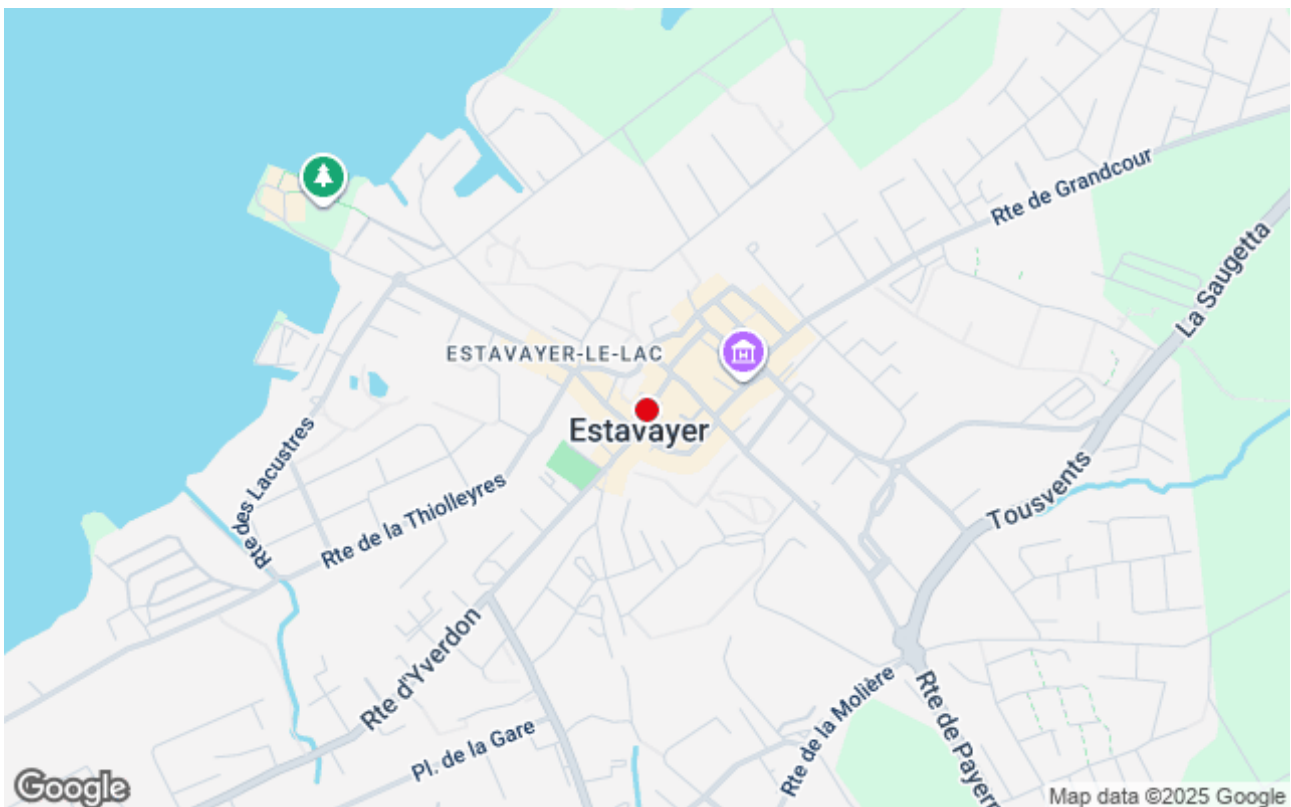 Rte de Grandcour
La Saugetta
ESTAVAYER-LE-LAC
Estavayer
Rte des Lacustres
Rte de la Thiolleyres
Tousvents
Rte d'Yverdon
Rte de la Molière
Rte de Payern
Pl. de la Gare
Google
Map data ©2025 Google